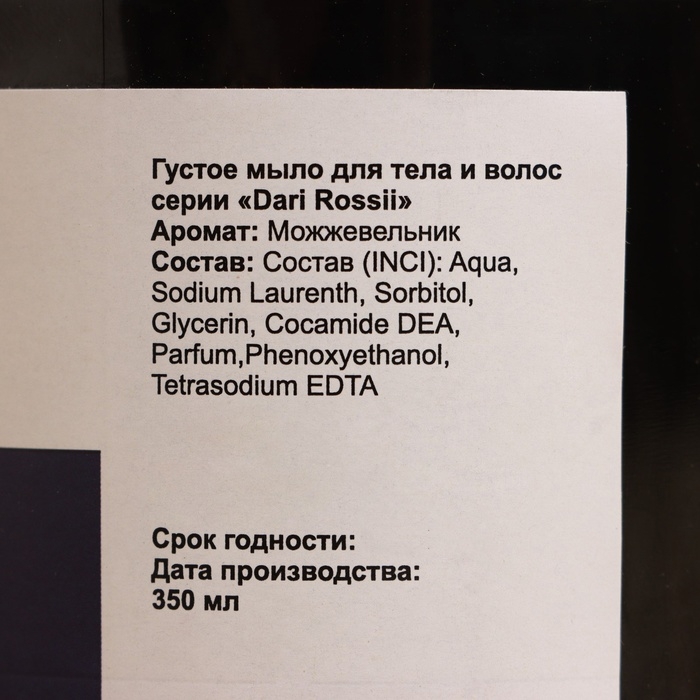 Густое мыло для тела и волос
серии «Dari Rossii»
Аромат: Можжевельник
Состав: Состав (INCI): Aqua,
Sodium Laurenth, Sorbitol,
Glycerin, Cocamide DEA,
Parfum,Phenoxyethanol,
Tetrasodium EDTA
Срок годности:
Дата производства:
350 мл